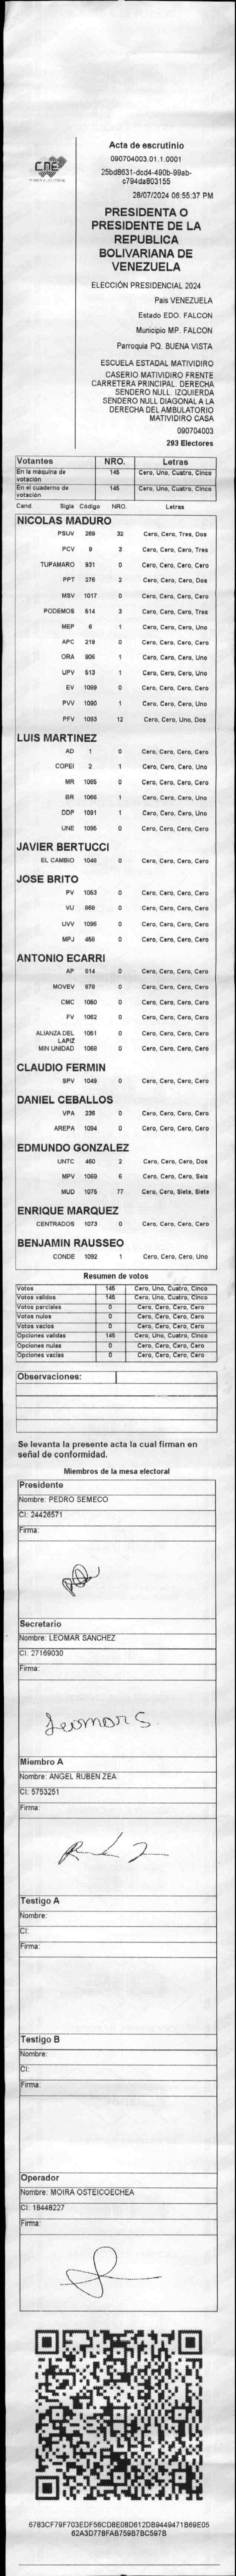 CNE
Acta de escrutinio
090704003.01.1.0001
25bd8631-dcd4-490b-99ab-
c794da803155
28/07/2024 06:55:37 PM
PRESIDENTA O
PRESIDENTE DE LA
REPUBLICA
BOLIVARIANA DE
VENEZUELA
ELECCIÓN PRESIDENCIAL 2024
Pais VENEZUELA
Estado EDO. FALCON
Municipio MP. FALCON
Parroquia PQ. BUENA VISTA
ESCUELA ESTADAL MATIVIDIRO
CASERIO MATIVIDIRO FRENTE
CARRETERA PRINCIPAL. DERECHA
SENDERO NULL. IZQUIERDA
SENDERO NULL DIAGONAL A LA
DERECHA DEL AMBULATORIO
MATIVIDIRO CASA
090704003
293 Electores
Votantes NRO. Letras
En la máquina de votación 145 Cero, Uno, Cuatro, Cinco
En el cuaderno de votación 145 Cero, Uno, Cuatro, Cinco
Cand. Sigla Código NRO. Letras
NICOLAS MADURO
PSUV 269 32 Cero, Cero, Tres, Dos
PCV 9 3 Cero, Cero, Cero, Tres
TUPAMARO 931 0 Cero, Cero, Cero, Cero
PPT 276 2 Cero, Cero, Cero, Dos
MSV 1017 0 Cero, Cero, Cero, Cero
PODEMOS 514 3 Cero, Cero, Cero, Tres
MEP 6 1 Cero, Cero, Cero, Uno
APC 219 0 Cero, Cero, Cero, Cero
ORA 906 1 Cero, Cero, Cero, Uno
UPV 513 1 Cero, Cero, Cero, Uno
EV 1089 0 Cero, Cero, Cero, Cero
PVV 1090 1 Cero, Cero, Cero, Uno
PFV 1093 12 Cero, Cero, Uno, Dos
LUIS MARTINEZ
AD 1 0 Cero, Cero, Cero, Cero
COPEI 2 1 Cero, Cero, Cero, Uno
MR 1065 0 Cero, Cero, Cero, Cero
BR 1066 1 Cero, Cero, Cero, Uno
DDP 1091 1 Cero, Cero, Cero, Uno
UNE 1095 0 Cero, Cero, Cero, Cero
JAVIER BERTUCCI
EL CAMBIO 1048 0 Cero, Cero, Cero, Cero
JOSE BRITO
PV 1053 0 Cero, Cero, Cero, Cero
VU 868 0 Cero, Cero, Cero, Cero
UVV 1096 0 Cero, Cero, Cero, Cero
MPJ 458 0 Cero, Cero, Cero, Cero
ANTONIO ECARRI
AP 814 0 Cero, Cero, Cero, Cero
MOVEV 678 0 Cero, Cero, Cero, Cero
CMC 1050 0 Cero, Cero, Cero, Cero
FV 1062 0 Cero, Cero, Cero, Cero
ALIANZA DEL LAPIZ 1051 0 Cero, Cero, Cero, Cero
MIN UNIDAD 1068 0 Cero, Cero, Cero, Cero
CLAUDIO FERMIN
SPV 1049 0 Cero, Cero, Cero, Cero
DANIEL CEBALLOS
VPA 236 0 Cero, Cero, Cero, Cero
AREPA 1094 0 Cero, Cero, Cero, Cero
EDMUNDO GONZALEZ
UNTC 460 2 Cero, Cero, Cero, Dos
MPV 1069 6 Cero, Cero, Cero, Seis
MUD 1075 77 Cero, Cero, Siete, Siete
ENRIQUE MARQUEZ
CENTRADOS 1073 0 Cero, Cero, Cero, Cero
BENJAMIN RAUSSEO
CONDE 1092 1 Cero, Cero, Cero, Uno
Resumen de votos
Votos 145 Cero, Uno, Cuatro, Cinco
Votos validos 145 Cero, Uno, Cuatro, Cinco
Votos parciales 0 Cero, Cero, Cero, Cero
Votos nulos 0 Cero, Cero, Cero, Cero
Votos vacios 0 Cero, Cero, Cero, Cero
Opciones validas 145 Cero, Uno, Cuatro, Cinco
Opciones nulas 0 Cero, Cero, Cero, Cero
Opciones vacias 0 Cero, Cero, Cero, Cero
Observaciones:
Se levanta la presente acta la cual firman en
señal de conformidad.
Miembros de la mesa electoral
Presidente
Nombre: PEDRO SEMECO
CI: 24426571
Firma:
Secretario
Nombre: LEOMAR SANCHEZ
CI: 27169030
Firma:
Leomar S.
Miembro A
Nombre: ANGEL RUBEN ZEA
CI: 5753251
Firma:
Testigo A
Nombre:
CI:
Firma:
Testigo B
Nombre:
CI:
Firma:
Operador
Nombre: MOIRA OSTEICOECHEA
CI: 18448227
Firma:
6783CF79F703EDF56CD8E08D612DB9449471B69E05
62A3D778FAB759B7BC597B